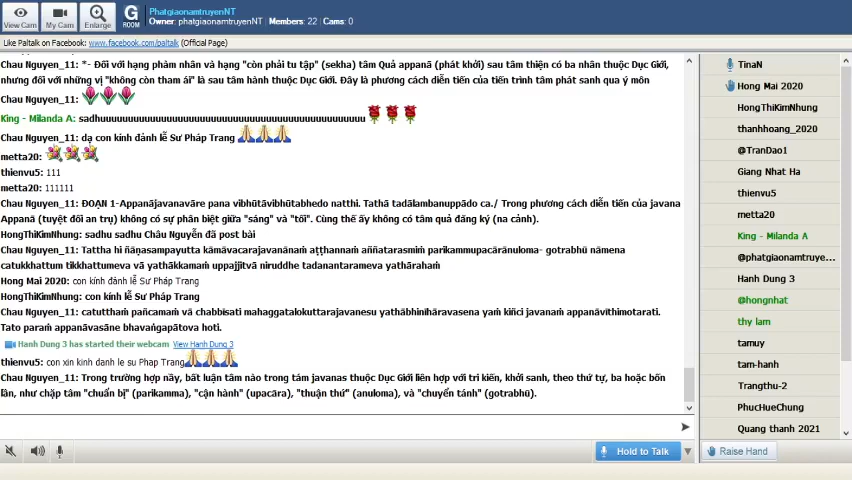 View Cam
My Cam
Enlarge
G
ROOM
PhatgiaonamtruyenNT
Owner: phatgiaonamtruyenNT | Members: 22 | Cams: 0
Like Paltalk on Facebook: www.facebook.com/paltalk (Official Page)
Chau Nguyen_11: *- Đối với hạng phàm nhân và hạng "còn phải tu tập" (sekha) tâm Quả appanā (phát khởi) sau tâm thiện có ba nhân thuộc Dục Giới,
nhưng đối với những vị "không còn tham ái" là sau tâm hành thuộc Dục Giới. Đây là phương cách diễn tiến của tiến trình tâm phát sanh qua ý môn
Chau Nguyen_11:
King - Milanda A: sadhuuuuuuuuuuuuuuuuuuuuuuuuuuuuuuuuuuuuuuuuuuuuuu
Chau Nguyen_11: dạ con kính đảnh lễ Sư Pháp Trang
metta20:
thienvu5: 111
metta20: 111111
Chau Nguyen_11: ĐOẠN 1-Appanājavanavāre pana vibhūtāvibhūtabhedo natthi. Tathā tadālambanuppādo ca./ Trong phương cách diễn tiến của javana
Appanā (tuyệt đối an trụ) không có sự phân biệt giữa "sáng" và "tối". Cùng thế ấy không có tâm quả đăng ký (na cảnh).
HongThiKimNhung: sadhu sadhu Châu Nguyễn đã post bài
Chau Nguyen_11: Tattha hi ñāṇasampayutta kāmāvacarajavanānaṁ aṭṭhannaṁ aññatarasmiṁ parikammupacārānuloma- gotrabhū nāmena
catukkhattum tikkhattumeva vā yathākkamaṁ uppajjitvā niruddhe tadanantarameva yathārahaṁ
Hong Mai 2020: con kính đảnh lễ Sư Pháp Trang
HongThiKimNhung: con kính lễ Sư Pháp Trang
Chau Nguyen_11: catutthaṁ pañcamaṁ vā chabbīsati mahaggatalokuttarajavanesu yathābhinīhāravasena yaṁ kiñci javanaṁ appanāvīthimotarati.
Tato paraṁ appanāvasāne bhavaṅgapātova hoti.
Hanh Dung 3 has started their webcam View Hanh Dung 3
thienvu5: con xin kinh danh le su Phap Trang
Chau Nguyen_11: Trong trường hợp nầy, bất luận tâm nào trong tám javanas thuộc Dục Giới liên hợp với tri kiến, khởi sanh, theo thứ tự, ba hoặc bốn
lần, như chặp tâm "chuẩn bị" (parikamma), "cận hành" (upacāra), "thuận thứ" (anuloma), và "chuyển tánh" (gotrabhū).
Hold to Talk
TinaN
Hong Mai 2020
HongThiKimNhung
thanhhoang_2020
@TranDao1
Giang Nhat Ha
thienvu5
metta20
King - Milanda A
@phatgiaonamtruye...
Hanh Dung 3
@hongnhat
thy lam
tamuy
tam-hanh
Trangthu-2
PhucHueChung
Quang thanh 2021
Raise Hand